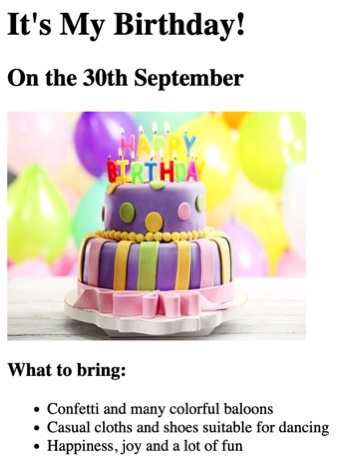 It's My Birthday!
On the 30th September
HAPPY
BIRTHDAY
What to bring:
Confetti and many colorful baloons
Casual cloths and shoes suitable for dancing
Happiness, joy and a lot of fun